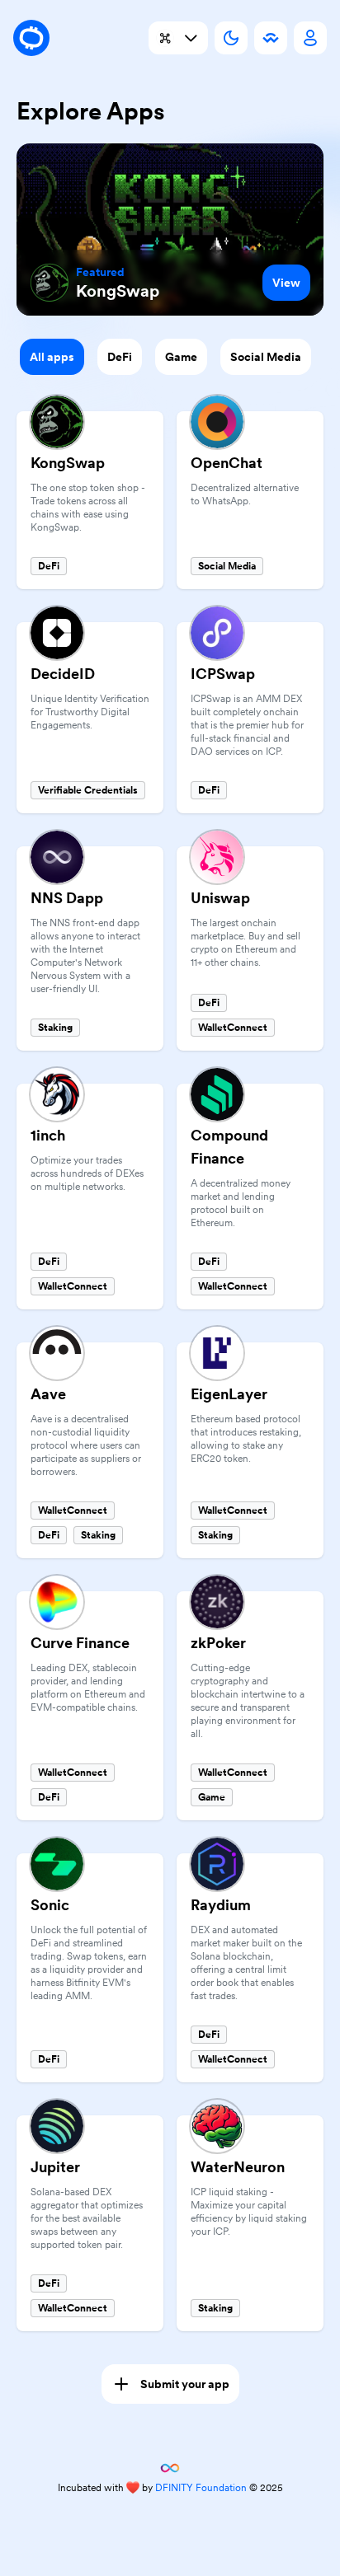 Explore Apps
KONG
SWAP
Featured
KongSwap
View
All apps
DeFi
Game
Social Media
KongSwap
The one stop token shop -
Trade tokens across all
chains with ease using
KongSwap.
DeFi
OpenChat
Decentralized alternative
to WhatsApp.
Social Media
DecideID
Unique Identity Verification
for Trustworthy Digital
Engagements.
Verifiable Credentials
ICPSwap
ICPSwap is an AMM DEX
built completely onchain
that is the premier hub for
full-stack financial and
DAO services on ICP.
DeFi
NNS Dapp
The NNS front-end dapp
allows anyone to interact
with the Internet
Computer's Network
Nervous System with a
user-friendly UI.
Staking
Uniswap
The largest onchain
marketplace. Buy and sell
crypto on Ethereum and
11+ other chains.
DeFi
WalletConnect
1inch
Optimize your trades
across hundreds of DEXes
on multiple networks.
DeFi
WalletConnect
Compound
Finance
A decentralized money
market and lending
protocol built on
Ethereum.
DeFi
WalletConnect
Aave
Aave is a decentralised
non-custodial liquidity
protocol where users can
participate as suppliers or
borrowers.
WalletConnect
DeFi
Staking
EigenLayer
Ethereum based protocol
that introduces restaking,
allowing to stake any
ERC20 token.
WalletConnect
Staking
Curve Finance
Leading DEX, stablecoin
provider, and lending
platform on Ethereum and
EVM-compatible chains.
WalletConnect
DeFi
zk
zkPoker
Cutting-edge
cryptography and
blockchain intertwine to a
secure and transparent
playing environment for
all.
WalletConnect
Game
Sonic
Unlock the full potential of
DeFi and streamlined
trading. Swap tokens, earn
as a liquidity provider and
harness Bitfinity EVM's
leading AMM.
DeFi
Raydium
DEX and automated
market maker built on the
Solana blockchain,
offering a central limit
order book that enables
fast trades.
DeFi
WalletConnect
Jupiter
Solana-based DEX
aggregator that optimizes
for the best available
swaps between any
supported token pair.
DeFi
WalletConnect
WaterNeuron
ICP liquid staking -
Maximize your capital
efficiency by liquid staking
your ICP.
Staking
Submit your app
Incubated with ❤️ by DFINITY Foundation © 2025